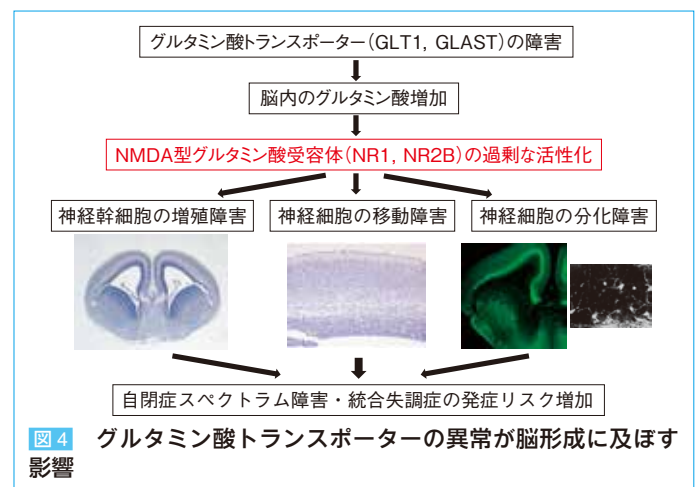 グルタミン酸トランスポーター(GLT1, GLAST)の障害
脳内のグルタミン酸増加
NMDA型グルタミン酸受容体(NR1, NR2B)の過剰な活性化
神経幹細胞の増殖障害
神経細胞の移動障害
神経細胞の分化障害
自閉症スペクトラム障害・統合失調症の発症リスク増加
図4 グルタミン酸トランスポーターの異常が脳形成に及ぼす
影響